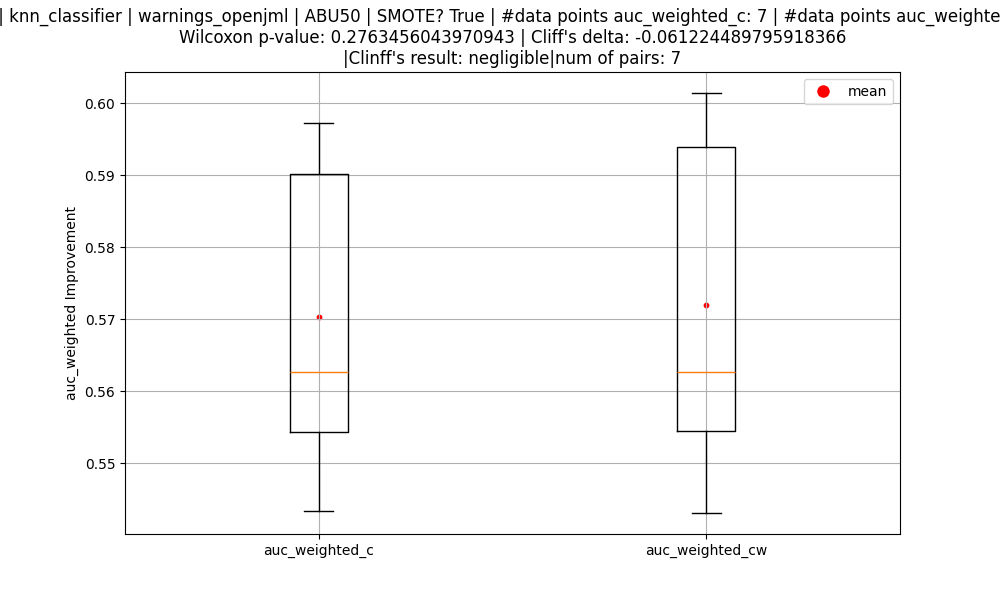 | knn_classifier | warnings_openjml | ABU50 | SMOTE? True | #data points auc_weighted_c: 7 | #data points auc_weighte
Wilcoxon p-value: 0.2763456043970943 | Cliff's delta: -0.061224489795918366
|Clinff's result: negligible|num of pairs: 7
mean
0.60
0.59
0.58
0.57
0.56
0.55
auc_weighted Improvement
auc_weighted_c
auc_weighted_cw